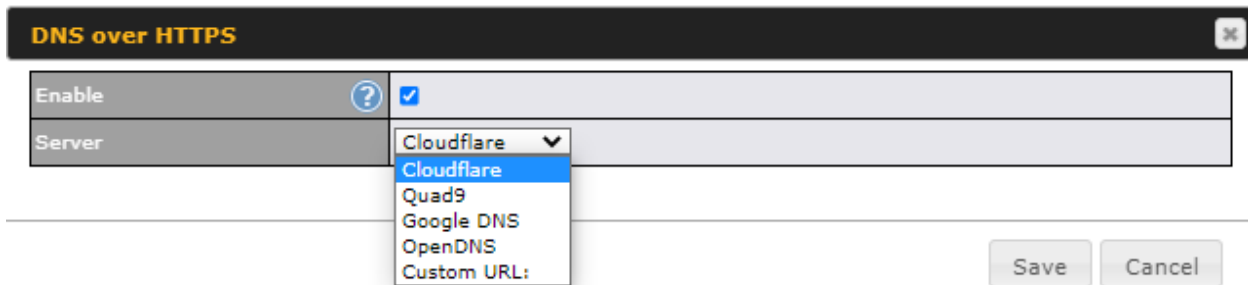 DNS over HTTPS
Enable ?
Server Cloudflare
Cloudflare
Quad9
Google DNS
OpenDNS
Custom URL:
Save Cancel